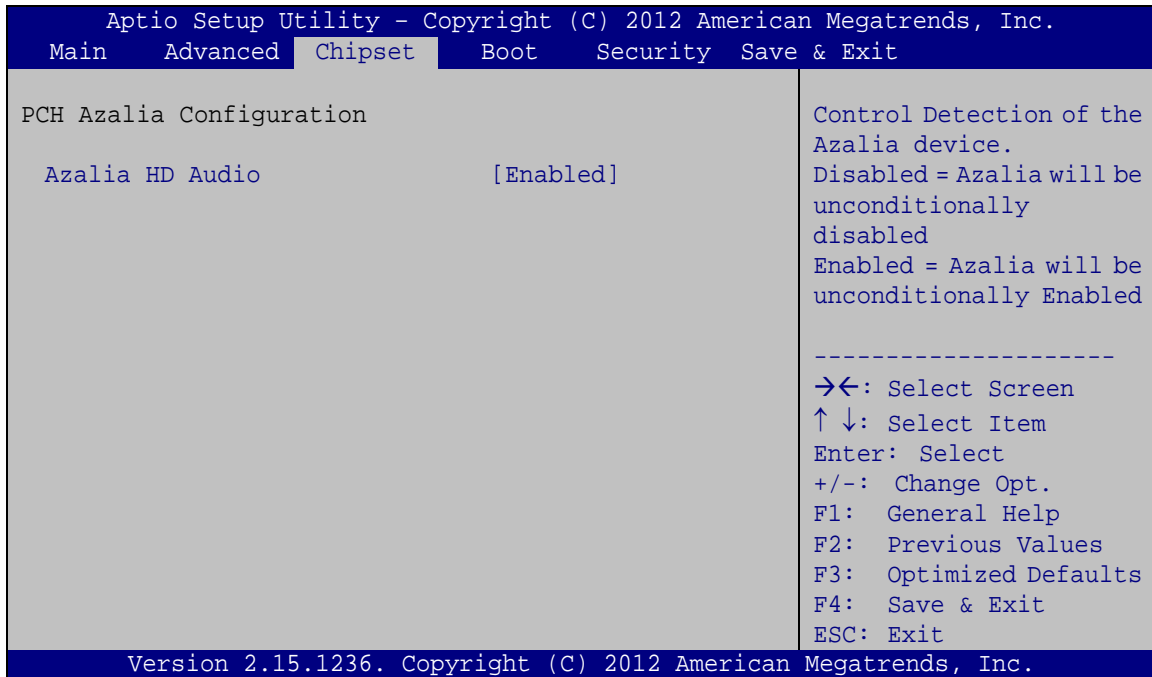 Aptio Setup Utility – Copyright (C) 2012 American Megatrends, Inc.
Main Advanced Chipset Boot Security Save & Exit
PCH Azalia Configuration
Azalia HD Audio [Enabled]
Control Detection of the
Azalia device.
Disabled = Azalia will be
unconditionally
disabled
Enabled = Azalia will be
unconditionally Enabled
---------------------
→←: Select Screen
↑ ↓: Select Item
Enter: Select
+/-: Change Opt.
F1: General Help
F2: Previous Values
F3: Optimized Defaults
F4: Save & Exit
ESC: Exit
Version 2.15.1236. Copyright (C) 2012 American Megatrends, Inc.